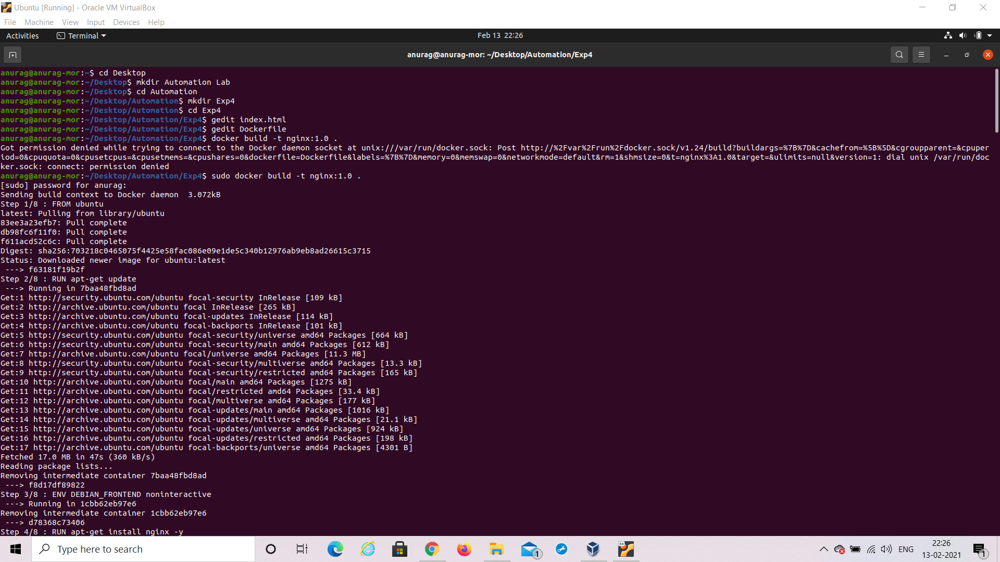 Ubuntu [Running] - Oracle VM VirtualBox
File Machine View Input Devices Help
Activities Terminal Feb 13 22:26
anurag@anurag-mor: ~/Desktop/Automation/Exp4
anurag@anurag-mor:~$ cd Desktop
anurag@anurag-mor:~/Desktop$ mkdir Automation Lab
anurag@anurag-mor:~/Desktop$ cd Automation
anurag@anurag-mor:~/Desktop/Automation$ mkdir Exp4
anurag@anurag-mor:~/Desktop/Automation$ cd Exp4
anurag@anurag-mor:~/Desktop/Automation/Exp4$ gedit index.html
anurag@anurag-mor:~/Desktop/Automation/Exp4$ gedit Dockerfile
anurag@anurag-mor:~/Desktop/Automation/Exp4$ docker build -t nginx:1.0 .
Got permission denied while trying to connect to the Docker daemon socket at unix:///var/run/docker.sock: Post http://%2Fvar%2Frun%2Fdocker.sock/v1.24/build?buildargs=%7B%7D&cachefrom=%5B%5D&cgroupparent=&cpuper
iod=0&cpuquota=0&cpusetcpus=&cpusetmems=&cpushares=0&dockerfile=Dockerfile&labels=%7B%7D&memory=0&memswap=0&networkmode=default&rm=1&shmsize=0&t=nginx%3A1.0&target=&ulimits=null&version=1: dial unix /var/run/doc
ker.sock: connect: permission denied
anurag@anurag-mor:~/Desktop/Automation/Exp4$ sudo docker build -t nginx:1.0 .
[sudo] password for anurag:
Sending build context to Docker daemon  3.072kB
Step 1/8 : FROM ubuntu
latest: Pulling from library/ubuntu
83ee3a23efb7: Pull complete
db98fc6f11f0: Pull complete
f611acd52c6c: Pull complete
Digest: sha256:703218c0465075f4425e58fac086e09e1de5c340b12976ab9eb8ad26615c3715
Status: Downloaded newer image for ubuntu:latest
 ---> f63181f19b2f
Step 2/8 : RUN apt-get update
 ---> Running in 7baa48fbd8ad
Get:1 http://security.ubuntu.com/ubuntu focal-security InRelease [109 kB]
Get:2 http://archive.ubuntu.com/ubuntu focal InRelease [265 kB]
Get:3 http://archive.ubuntu.com/ubuntu focal-updates InRelease [114 kB]
Get:4 http://archive.ubuntu.com/ubuntu focal-backports InRelease [101 kB]
Get:5 http://security.ubuntu.com/ubuntu focal-security/universe amd64 Packages [664 kB]
Get:6 http://security.ubuntu.com/ubuntu focal-security/main amd64 Packages [612 kB]
Get:7 http://archive.ubuntu.com/ubuntu focal/universe amd64 Packages [11.3 MB]
Get:8 http://security.ubuntu.com/ubuntu focal-security/multiverse amd64 Packages [13.3 kB]
Get:9 http://security.ubuntu.com/ubuntu focal-security/restricted amd64 Packages [165 kB]
Get:10 http://archive.ubuntu.com/ubuntu focal/main amd64 Packages [1275 kB]
Get:11 http://archive.ubuntu.com/ubuntu focal/restricted amd64 Packages [33.4 kB]
Get:12 http://archive.ubuntu.com/ubuntu focal/multiverse amd64 Packages [177 kB]
Get:13 http://archive.ubuntu.com/ubuntu focal-updates/main amd64 Packages [1016 kB]
Get:14 http://archive.ubuntu.com/ubuntu focal-updates/multiverse amd64 Packages [21.1 kB]
Get:15 http://archive.ubuntu.com/ubuntu focal-updates/universe amd64 Packages [924 kB]
Get:16 http://archive.ubuntu.com/ubuntu focal-updates/restricted amd64 Packages [198 kB]
Get:17 http://archive.ubuntu.com/ubuntu focal-backports/universe amd64 Packages [4301 B]
Fetched 17.0 MB in 47s (360 kB/s)
Reading package lists...
Removing intermediate container 7baa48fbd8ad
 ---> f8d17df89822
Step 3/8 : ENV DEBIAN_FRONTEND noninteractive
 ---> Running in 1cbb62eb97e6
Removing intermediate container 1cbb62eb97e6
 ---> d78368c73406
Step 4/8 : RUN apt-get install nginx -y
Type here to search
1
64
ENG
22:26
13-02-2021
1